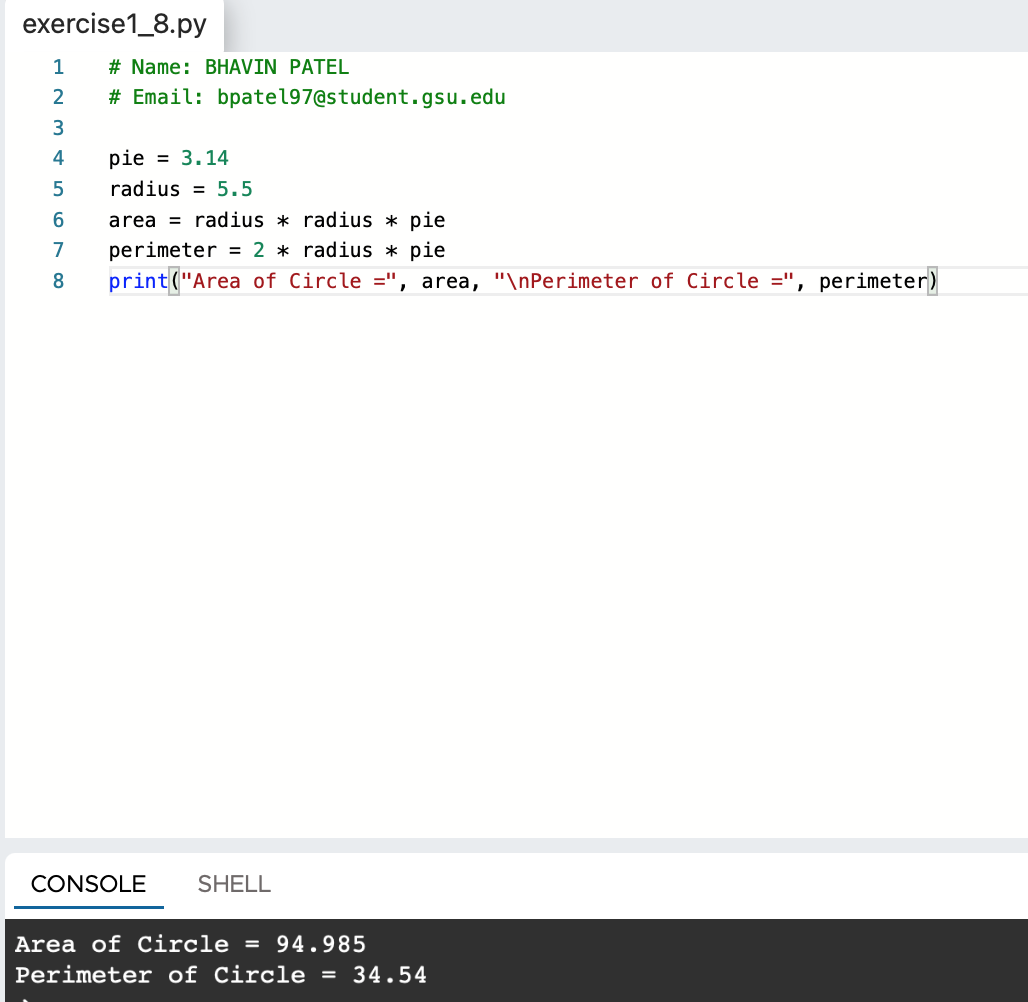 exercise1_8.py
1 # Name: BHAVIN PATEL
2 # Email: bpatel97@student.gsu.edu
3
4 pie = 3.14
5 radius = 5.5
6 area = radius * radius * pie
7 perimeter = 2 * radius * pie
8 print("Area of Circle =", area, "\nPerimeter of Circle =", perimeter)
CONSOLE SHELL
Area of Circle = 94.985
Perimeter of Circle = 34.54